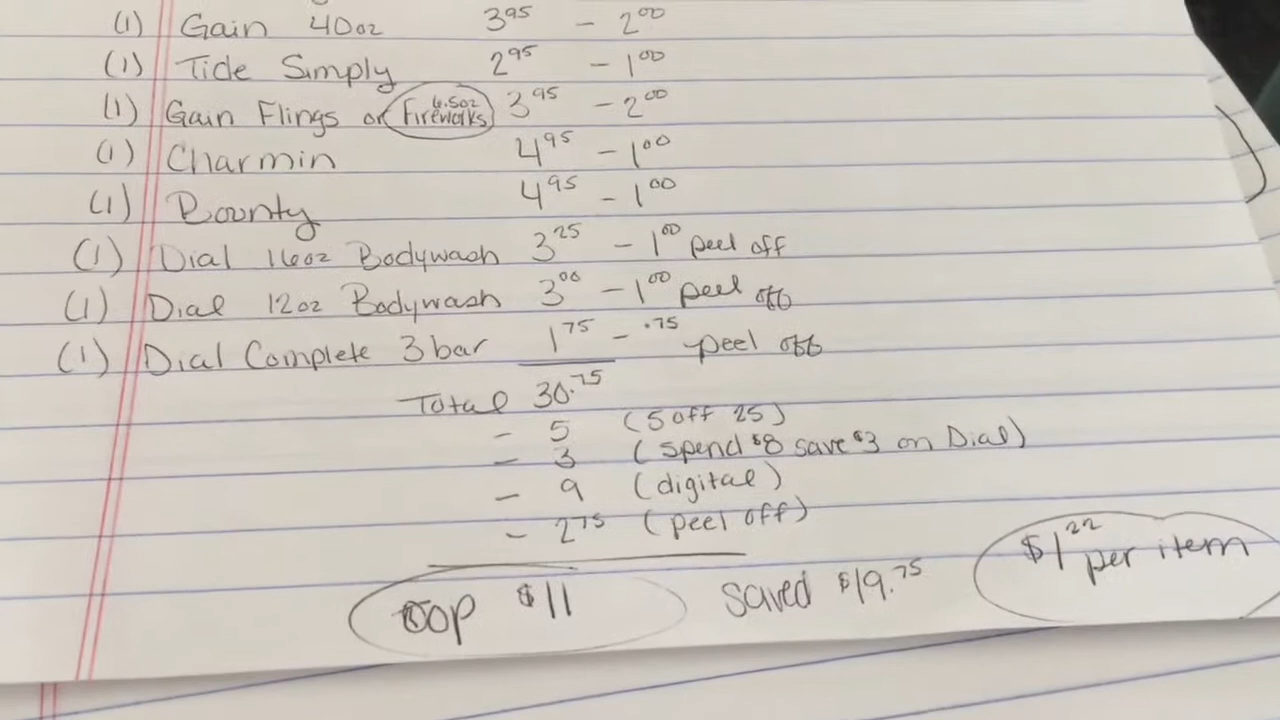 (1) Gain 40oz 3.95 - 2.00
(1) Tide Simply 2.95 - 1.00
(1) Gain Flings or 6.5oz Fireworks 3.95 - 2.00
(1) Charmin 4.95 - 1.00
(1) Bounty 4.95 - 1.00
(1) Dial 16oz Bodywash 3.25 - 1.00 peel off
(1) Dial 12oz Bodywash 3.00 - 1.00 peel off
(1) Dial Complete 3 bar 1.75 - .75 peel off
Total 30.75
- 5 (5 off 25)
- 3 (spend $8 save $3 on Dial)
- 9 (digital)
- 2.75 (peel off)
OOP $11 saved $19.75 $1.22 per item